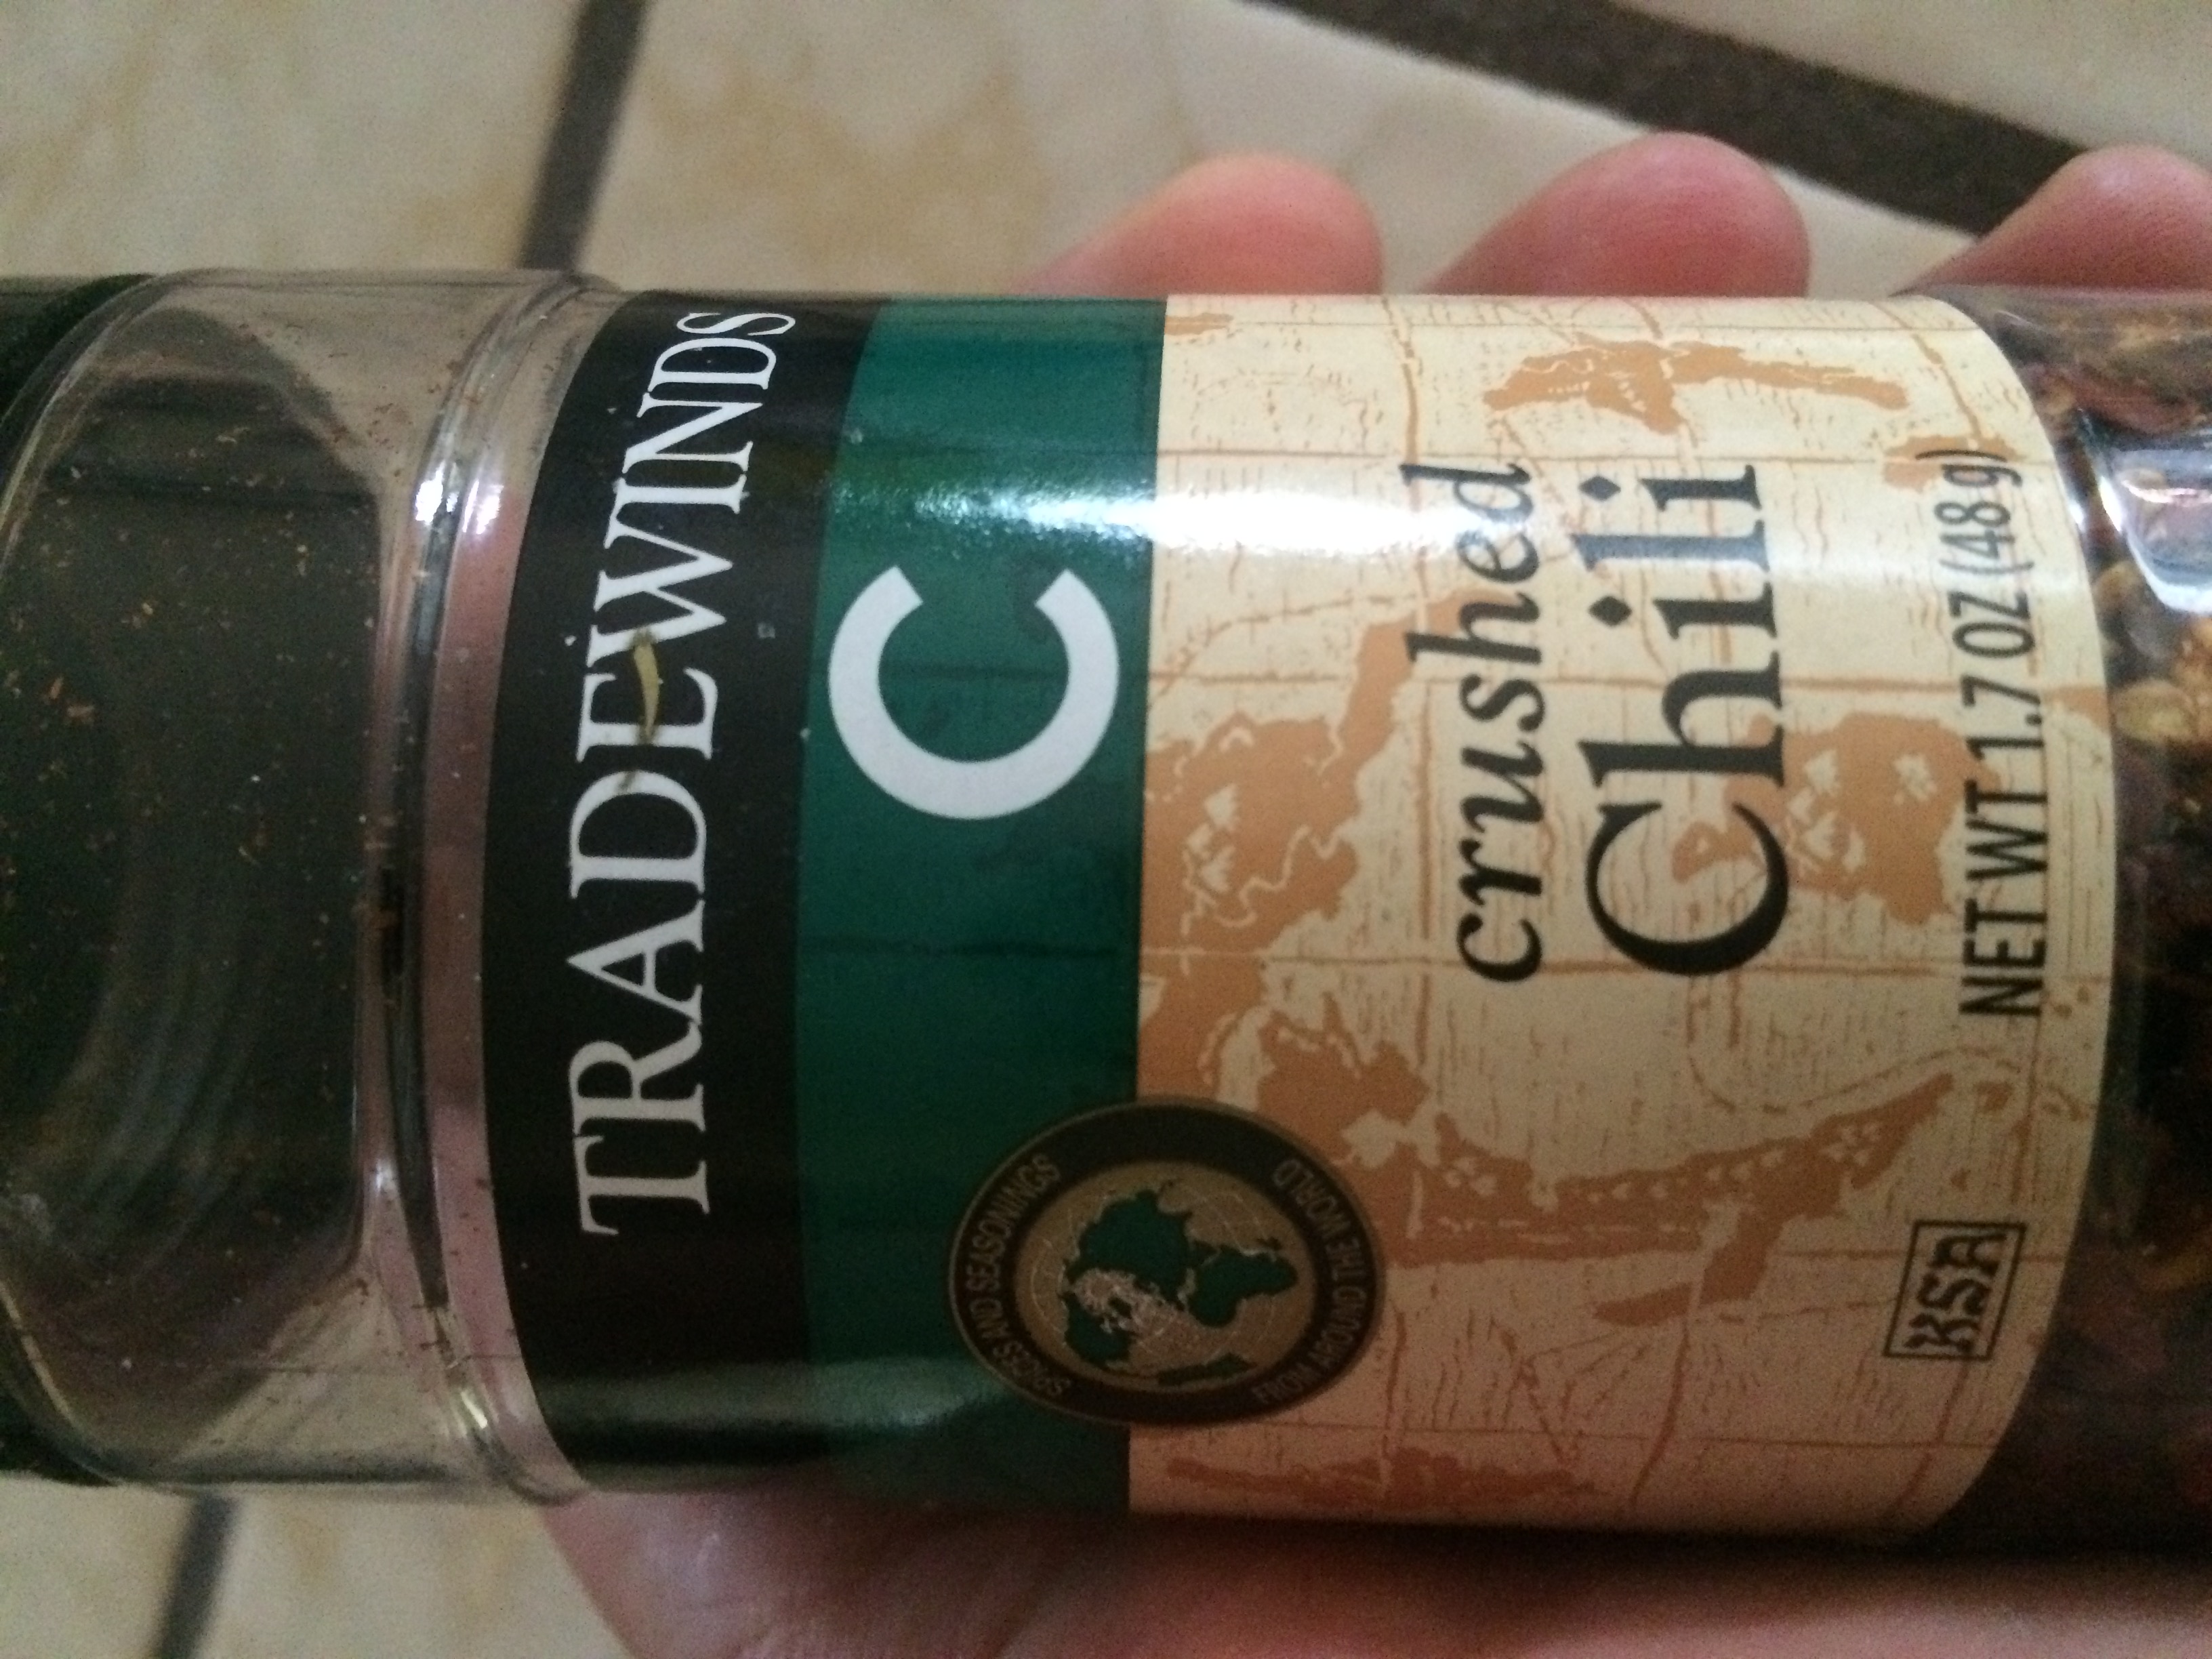 TRADEWINDS
C
SPICES AND SEASONINGS
FROM AROUND THE WORLD
crushed
Chili
KSA
NET WT 1.7 OZ (48 g)